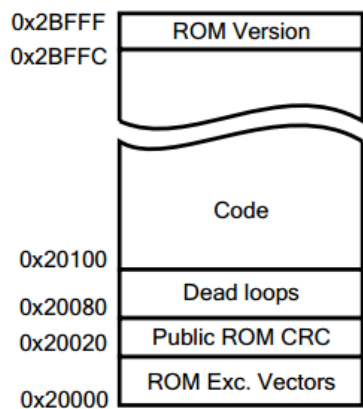 0x2BFFF
ROM Version
0x2BFFC
Code
0x20100
Dead loops
0x20080
Public ROM CRC
0x20020
ROM Exc. Vectors
0x20000